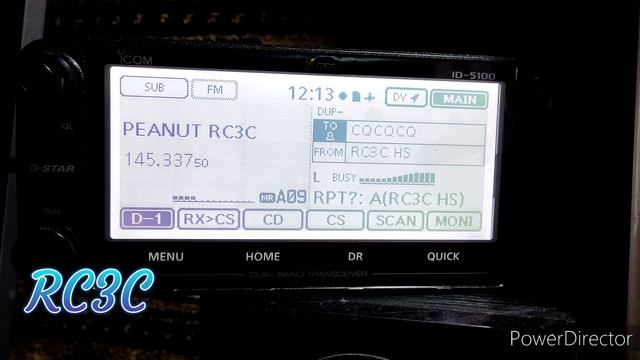 ICOM
ID-5100
SUB
FM
12:13
DV
MAIN
DUP-
PEANUT RC3C
TO
CQCQCQ
FROM
RC3C HS
145.33750
L BUSY
MR A09
RPT?: A(RC3C HS)
D-1
RX>CS
CD
CS
SCAN
MONI
D-STAR
DIAL
MENU
HOME
DR
QUICK
DUAL BAND TRANSCEIVER
RC3C
PowerDirector